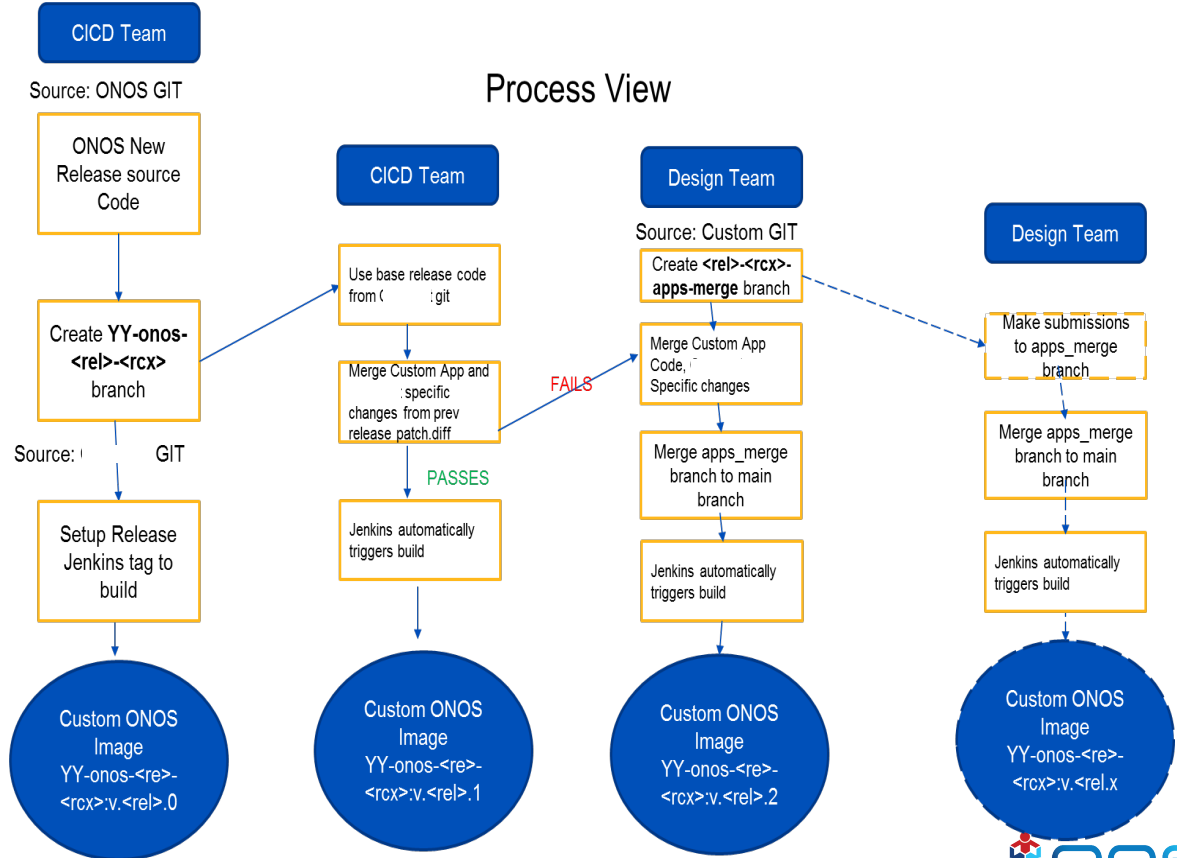 CICD Team
Source: ONOS GIT
ONOS New
Release source
Code
Create YY-onos-
<rel>-<rcx>
branch
Source:
GIT
Setup Release
Jenkins tag to
build
Custom ONOS
Image
YY-onos-<re>-
<rcx>:v.<rel>.0
Process View
CICD Team
Use base release code
from git
Merge Custom App and
specific
changes from prev
release patch.diff
FAILS
PASSES
Jenkins automatically
triggers build
Custom ONOS
Image
YY-onos-<re>-
<rcx>:v.<rel>.1
Design Team
Source: Custom GIT
Create <rel>-<rcx>-
apps-merge branch
Merge Custom App
Code,
Specific changes
Merge apps_merge
branch to main
branch
Jenkins automatically
triggers build
Custom ONOS
Image
YY-onos-<re>-
<rcx>:v.<rel>.2
Design Team
Make submissions
to apps_merge
branch
Merge apps_merge
branch to main
branch
Jenkins automatically
triggers build
Custom ONOS
Image
YY-onos-<re>-
<rcx>:v.<rel.x